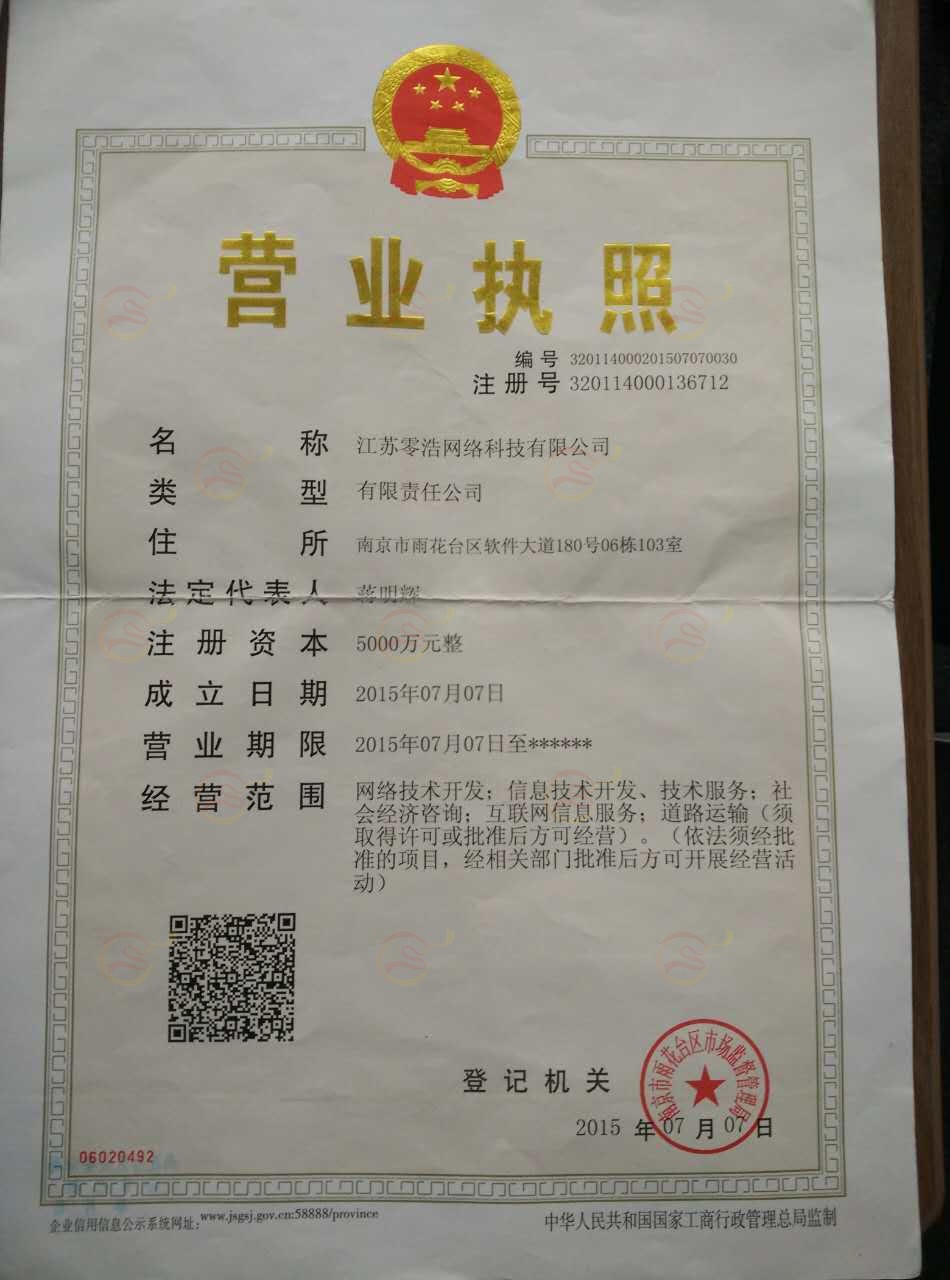 营业执照
编号 320114000201507070030
注册号 320114000136712
名称 江苏零浩网络科技有限公司
类型 有限责任公司
住所 南京市雨花台区软件大道180号06栋103室
法定代表人 蒋明辉
注册资本 5000万元整
成立日期 2015年07月07日
营业期限 2015年07月07日至******
经营范围 网络技术开发；信息技术开发、技术服务；社
会经济咨询；互联网信息服务；道路运输（须
取得许可或批准后方可经营）。（依法须经批
准的项目，经相关部门批准后方可开展经营活
动）
登记机关
南京市雨花台区市场监督管理局
2015 年 07 月 07 日
06020492
企业信用信息公示系统网址：www.jsgsj.gov.cn:58888/province
中华人民共和国国家工商行政管理总局监制